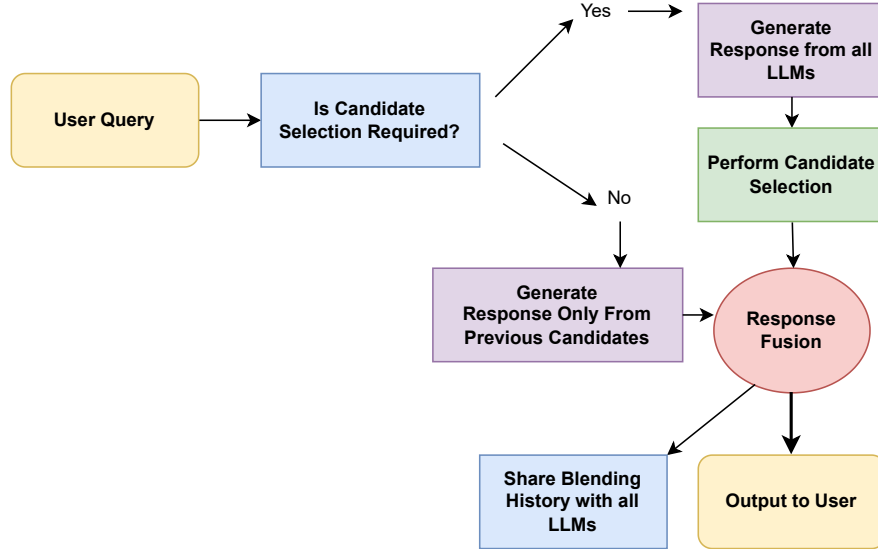 Yes
Generate
Response from all
LLMs
User Query
Is Candidate
Selection Required?
Perform Candidate
Selection
No
Generate
Response Only From
Previous Candidates
Response
Fusion
Share Blending
History with all
LLMs
Output to User